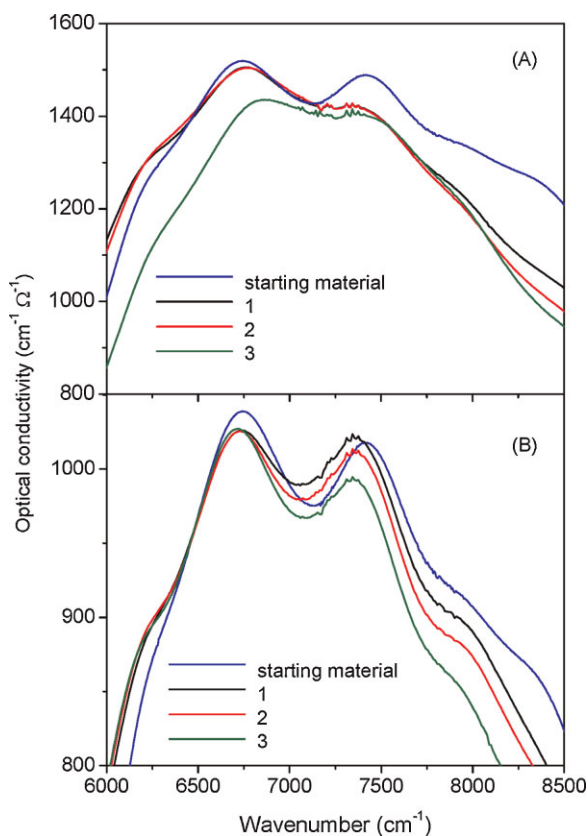 1600
(A)
1400
1200
1000
800
starting material
1
2
3
Optical conductivity (cm⁻¹ Ω⁻¹)
(B)
1000
900
800
starting material
1
2
3
6000 6500 7000 7500 8000 8500
Wavenumber (cm⁻¹)